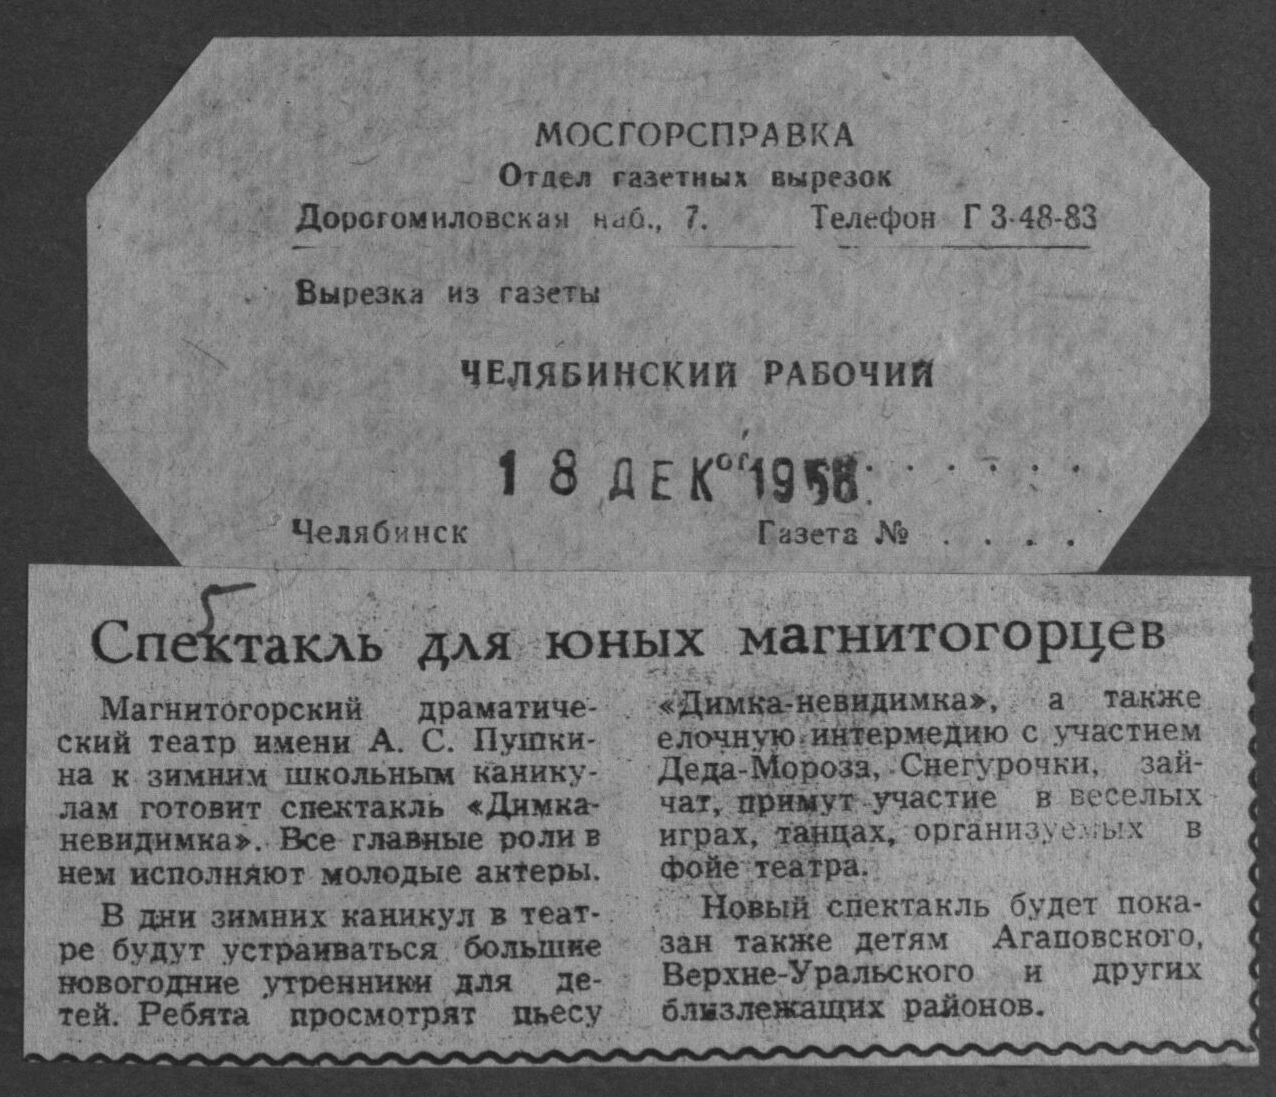 МОСГОРСПРАВКА
Отдел газетных вырезок
Дорогомиловская наб., 7. Телефон Г 3-48-83
Вырезка из газеты
ЧЕЛЯБИНСКИЙ РАБОЧИЙ
18 ДЕК 1958
Челябинск Газета № . . . .
5
Спектакль для юных магнитогорцев
Магнитогорский драматиче-
ский театр имени А. С. Пушки-
на к зимним школьным канику-
лам готовит спектакль «Димка-
невидимка». Все главные роли в
нем исполняют молодые актеры.
В дни зимних каникул в теат-
ре будут устраиваться большие
новогодние утренники для де-
тей. Ребята просмотрят пьесу
«Димка-невидимка», а также
елочную интермедию с участием
Деда-Мороза, Снегурочки, зай-
чат, примут участие в веселых
играх, танцах, организуемых в
фойе театра.
Новый спектакль будет пока-
зан также детям Агаповского,
Верхне-Уральского и других
близлежащих районов.